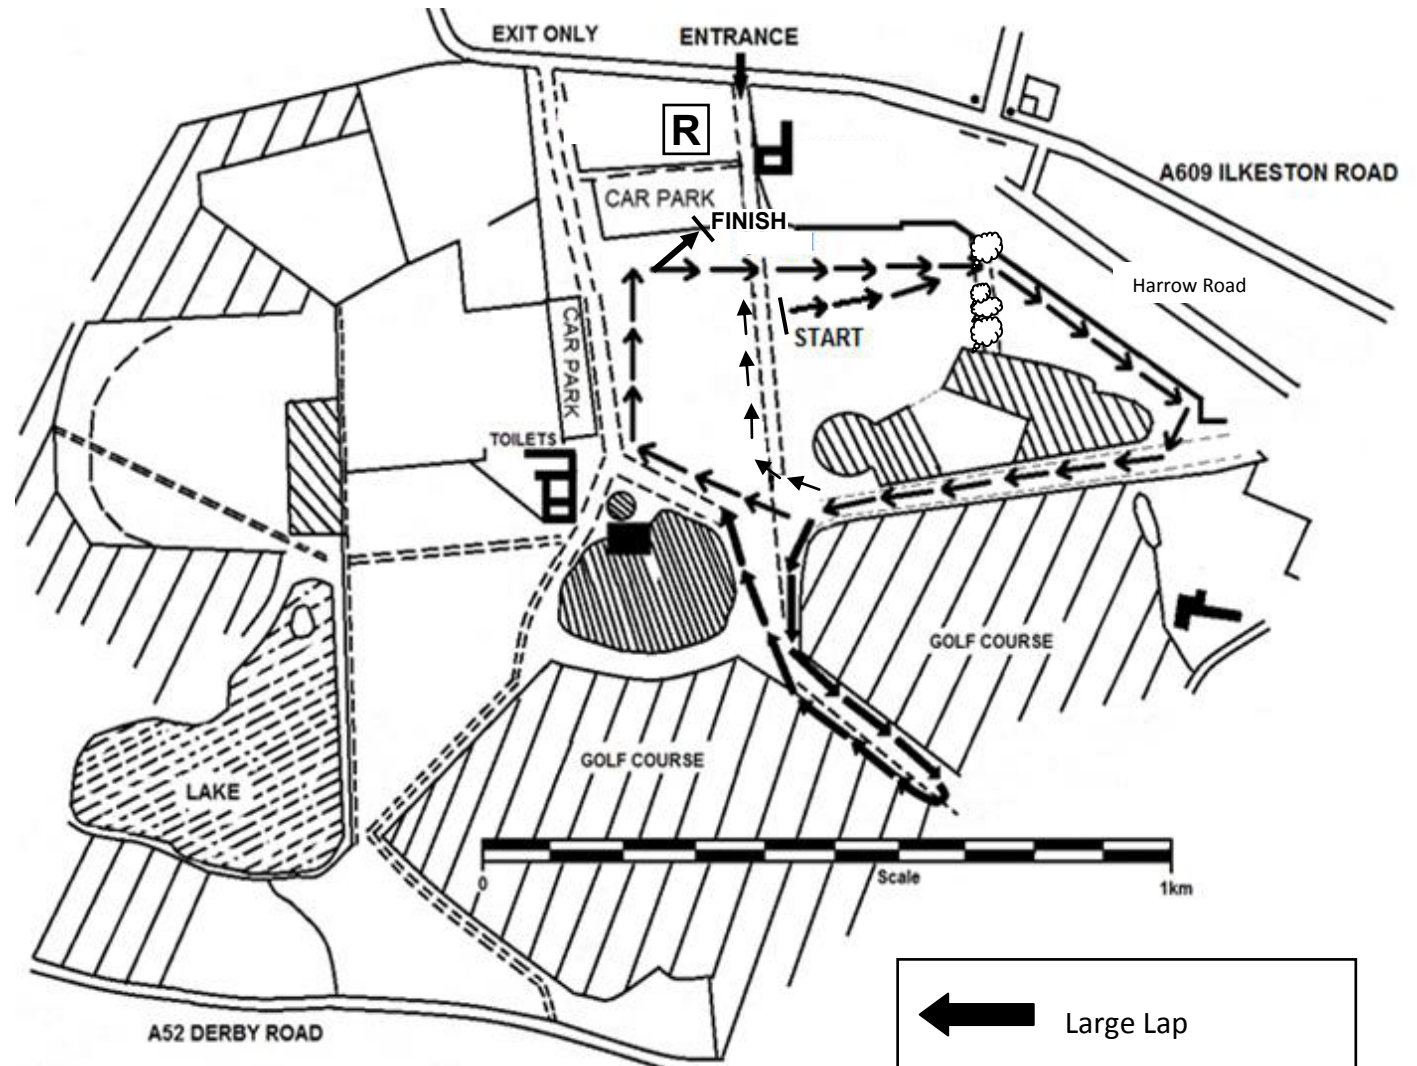 EXIT ONLY
ENTRANCE
R
A609 ILKESTON ROAD
CAR PARK
FINISH
Harrow Road
START
CAR PARK
TOILETS
GOLF COURSE
GOLF COURSE
LAKE
0
Scale
1km
A52 DERBY ROAD
Large Lap